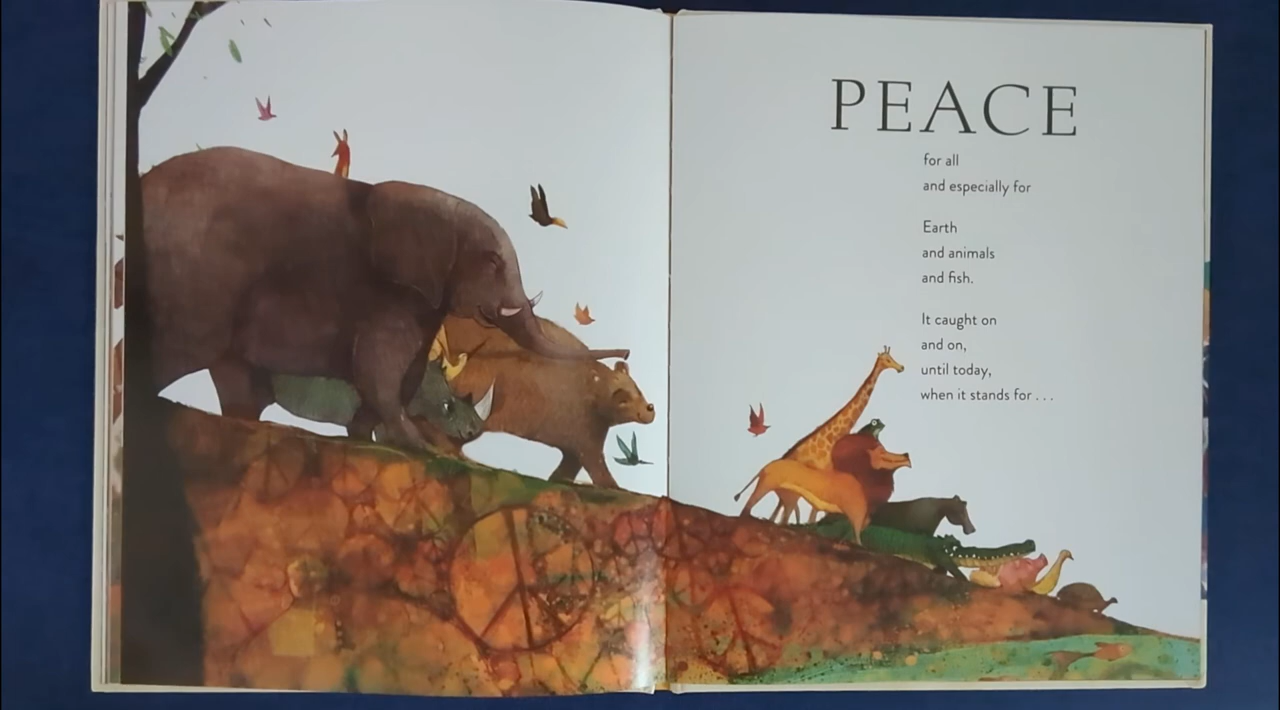 PEACE
for all
and especially for
Earth
and animals
and fish.
It caught on
and on,
until today,
when it stands for . . .